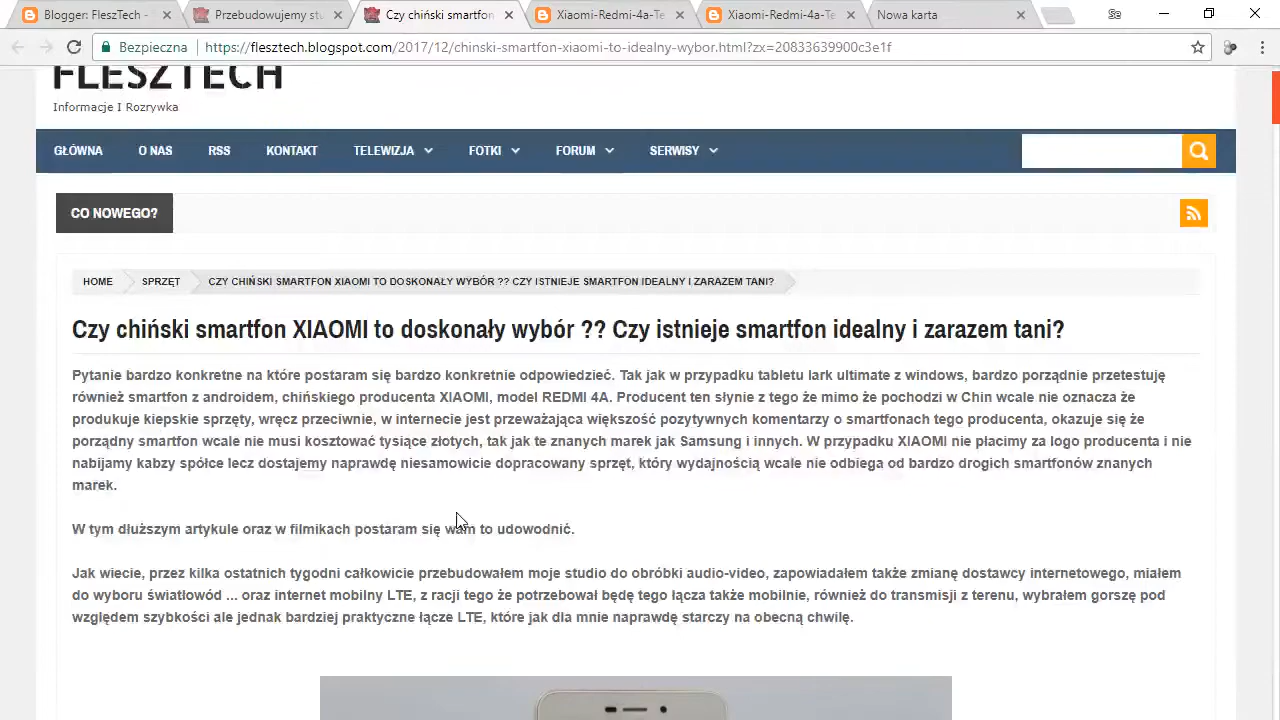 Blogger: FleszTech -
Przebudowujemy stu
Czy chiński smartfon
Xiaomi-Redmi-4a-Te
Xiaomi-Redmi-4a-Te
Nowa karta
Se
Bezpieczna
https://flesztech.blogspot.com/2017/12/chinski-smartfon-xiaomi-to-idealny-wybor.html?zx=20833639900c3e1f
FLESZTECH
Informacje I Rozrywka
GŁÓWNA O NAS RSS KONTAKT TELEWIZJA FOTKI FORUM SERWISY
CO NOWEGO?
HOME SPRZĘT CZY CHIŃSKI SMARTFON XIAOMI TO DOSKONAŁY WYBÓR ?? CZY ISTNIEJE SMARTFON IDEALNY I ZARAZEM TANI?
Czy chiński smartfon XIAOMI to doskonały wybór ?? Czy istnieje smartfon idealny i zarazem tani?
Pytanie bardzo konkretne na które postaram się bardzo konkretnie odpowiedzieć. Tak jak w przypadku tabletu lark ultimate z windows, bardzo porządnie przetestuję
również smartfon z androidem, chińskiego producenta XIAOMI, model REDMI 4A. Producent ten słynie z tego że mimo że pochodzi w Chin wcale nie oznacza że
produkuje kiepskie sprzęty, wręcz przeciwnie, w internecie jest przeważająca większość pozytywnych komentarzy o smartfonach tego producenta, okazuje się że
porządny smartfon wcale nie musi kosztować tysiące złotych, tak jak te znanych marek jak Samsung i innych. W przypadku XIAOMI nie płacimy za logo producenta i nie
nabijamy kabzy spółce lecz dostajemy naprawdę niesamowicie dopracowany sprzęt, który wydajnością wcale nie odbiega od bardzo drogich smartfonów znanych
marek.
W tym dłuższym artykule oraz w filmikach postaram się wam to udowodnić.
Jak wiecie, przez kilka ostatnich tygodni całkowicie przebudowałem moje studio do obróbki audio-video, zapowiadałem także zmianę dostawcy internetowego, miałem
do wyboru światłowód ... oraz internet mobilny LTE, z racji tego że potrzebował będę tego łącza także mobilnie, również do transmisji z terenu, wybrałem gorszę pod
względem szybkości ale jednak bardziej praktyczne łącze LTE, które jak dla mnie naprawdę starczy na obecną chwilę.